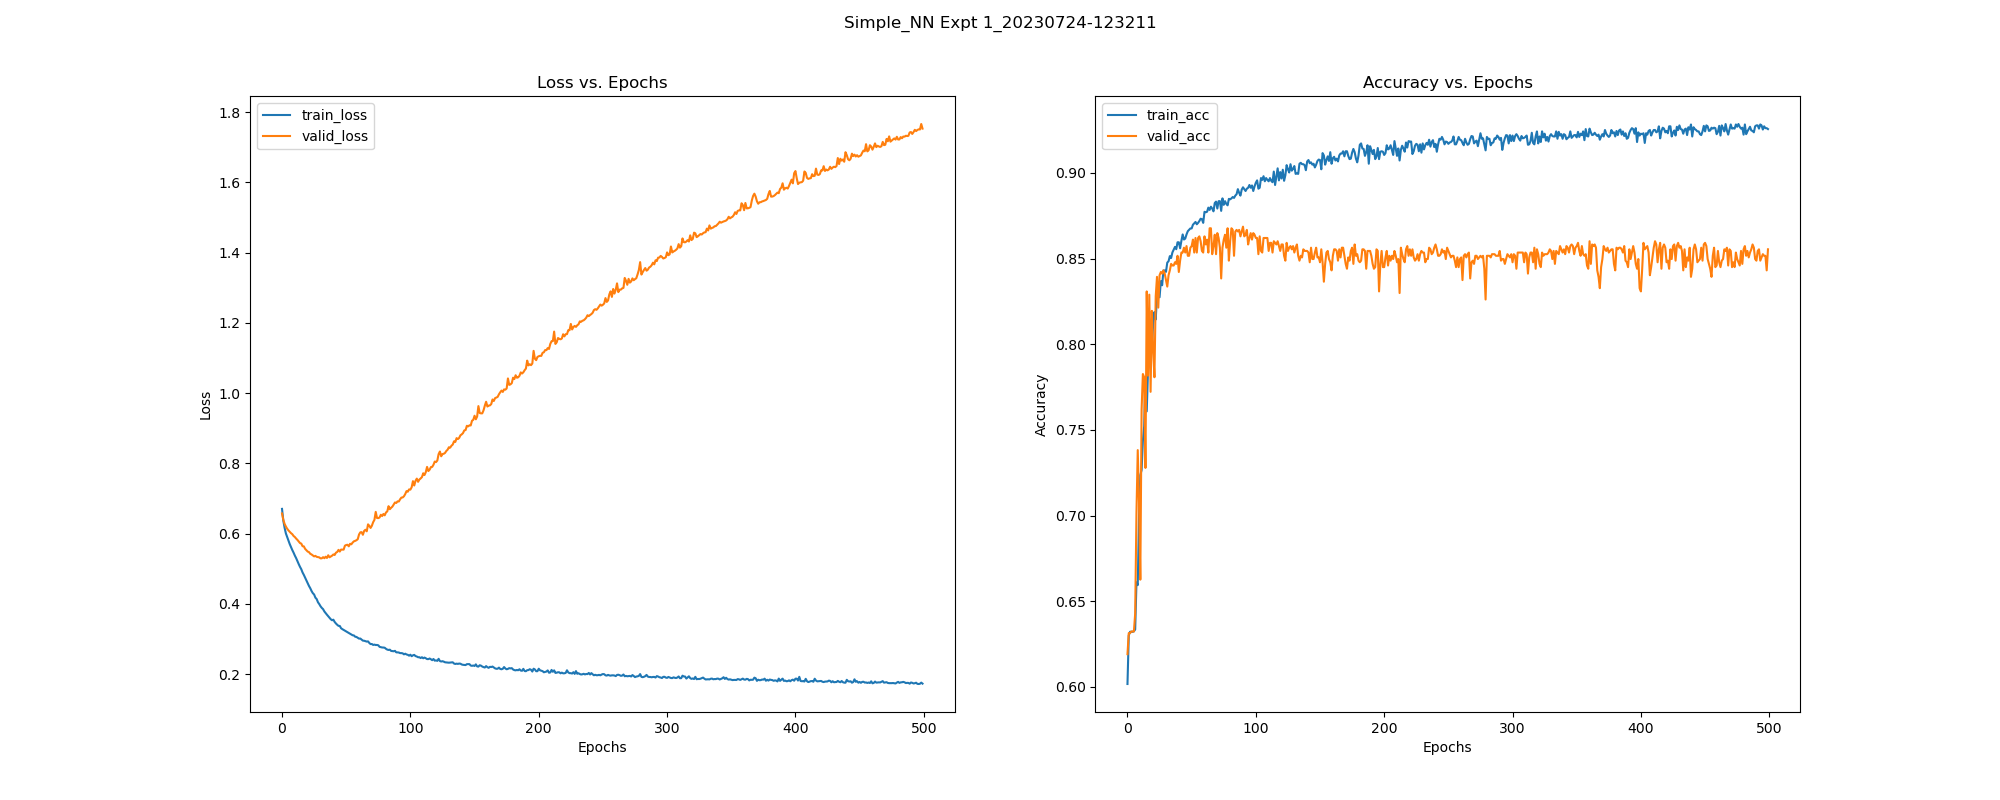 Simple_NN Expt 1_20230724-123211
Loss vs. Epochs
train_loss
valid_loss
1.8
1.6
1.4
1.2
1.0
0.8
0.6
0.4
0.2
Loss
0 100 200 300 400 500
Epochs
Accuracy vs. Epochs
train_acc
valid_acc
0.90
0.85
0.80
0.75
0.70
0.65
0.60
Accuracy
0 100 200 300 400 500
Epochs